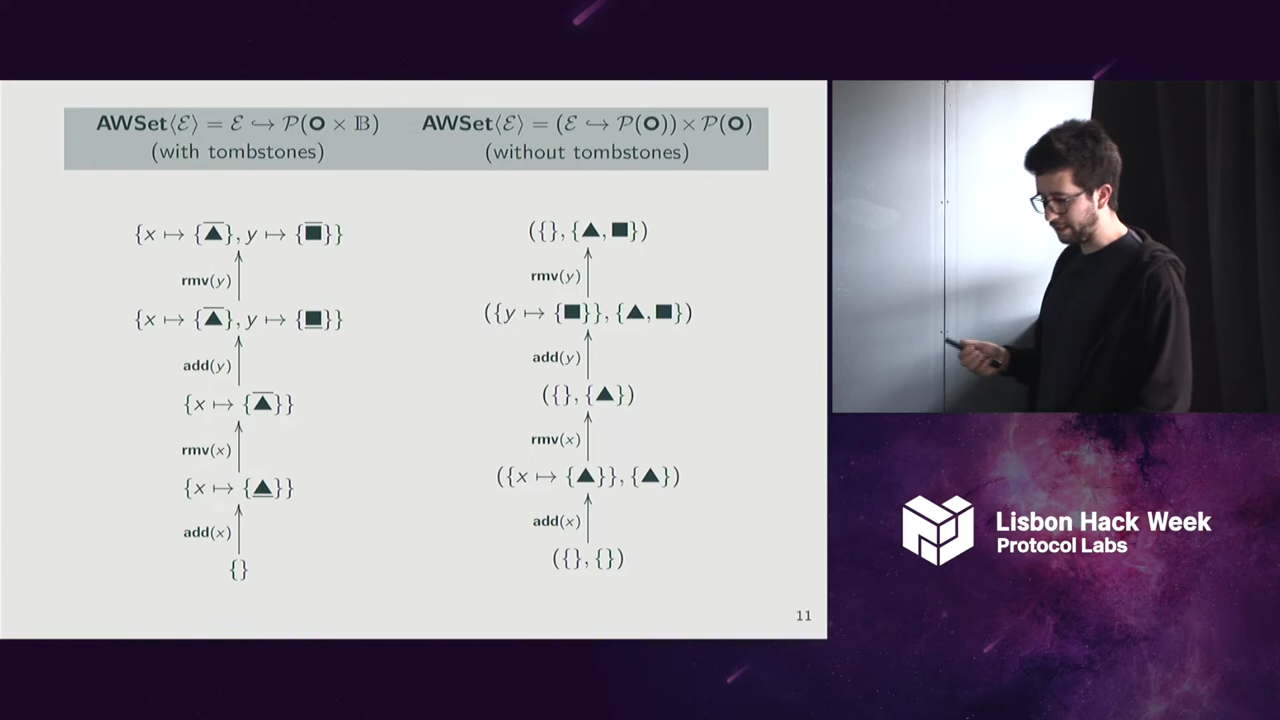 AWSet⟨ℰ⟩ = ℰ ↪ 𝒫(O × 𝔹)
(with tombstones)
AWSet⟨ℰ⟩ = (ℰ ↪ 𝒫(O)) × 𝒫(O)
(without tombstones)
{x ↦ {▲̅}, y ↦ {■̅}}
rmv(y)
{x ↦ {▲̅}, y ↦ {■̲}}
add(y)
{x ↦ {▲̅}}
rmv(x)
{x ↦ {▲̲}}
add(x)
{}
({}, {▲, ■})
rmv(y)
({y ↦ {■}}, {▲, ■})
add(y)
({}, {▲})
rmv(x)
({x ↦ {▲}}, {▲})
add(x)
({}, {})
11
Lisbon Hack Week
Protocol Labs